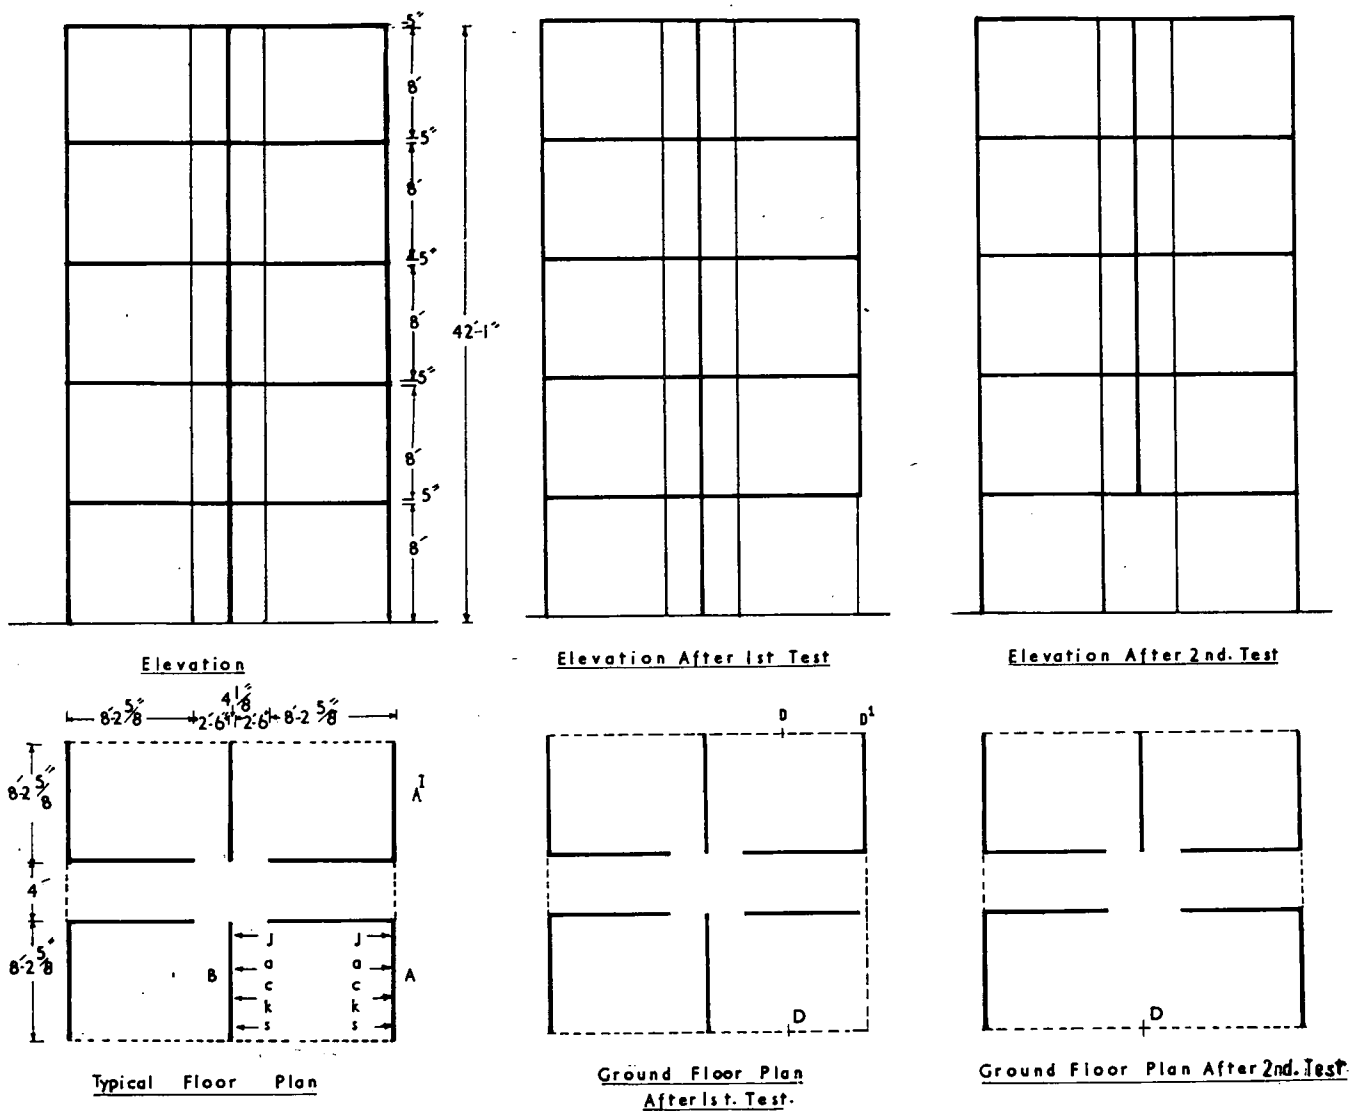 5"
8'
5"
8'
5"
8'
5"
8'
5"
8'
42'-1"
Elevation
Elevation After 1st Test
Elevation After 2nd. Test
4 1/8"
8'-2 5/8" 2'-6" 2'-6" 8'-2 5/8"
8'-2 5/8"
4'
8'-2 5/8"
A¹
B Jacks Jacks A
Typical Floor Plan
D D¹
D
Ground Floor Plan
After 1st. Test.
D
Ground Floor Plan After 2nd. Test.